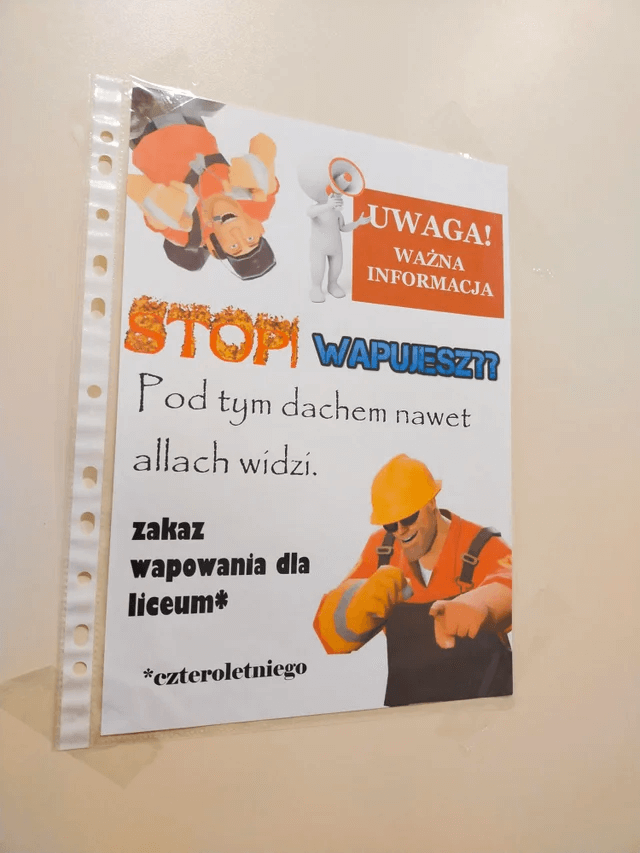 UWAGA!
WAŻNA
INFORMACJA
STOP!
WAPUJESZ??
Pod tym dachem nawet
allach widzi.
zakaz
wapowania dla
liceum*
*czteroletniego